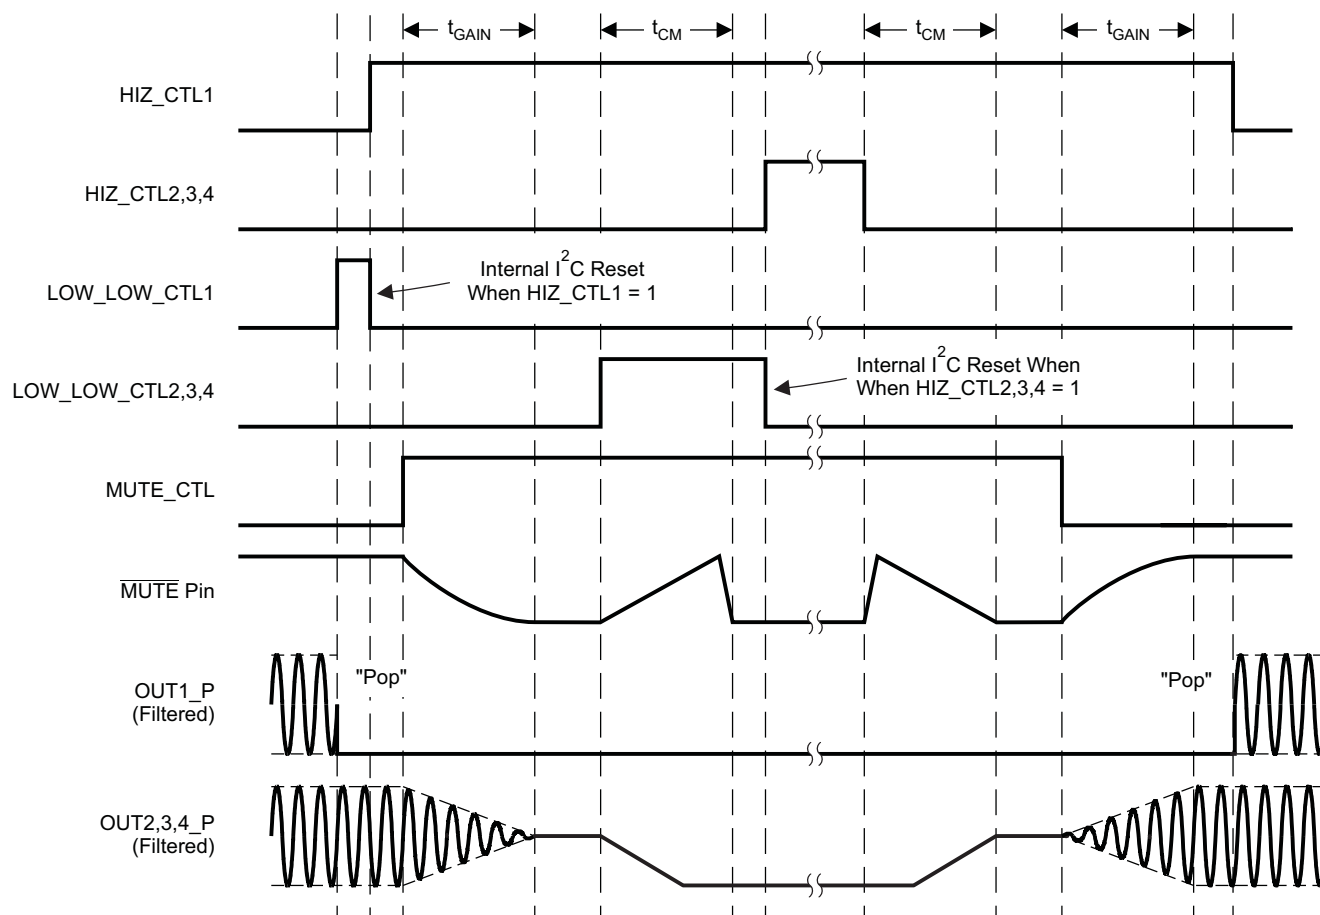 tGAIN tCM tCM tGAIN
HIZ_CTL1
HIZ_CTL2,3,4
Internal I2C Reset
When HIZ_CTL1 = 1
LOW_LOW_CTL1
Internal I2C Reset When
When HIZ_CTL2,3,4 = 1
LOW_LOW_CTL2,3,4
MUTE_CTL
MUTE Pin
"Pop" "Pop"
OUT1_P
(Filtered)
OUT2,3,4_P
(Filtered)